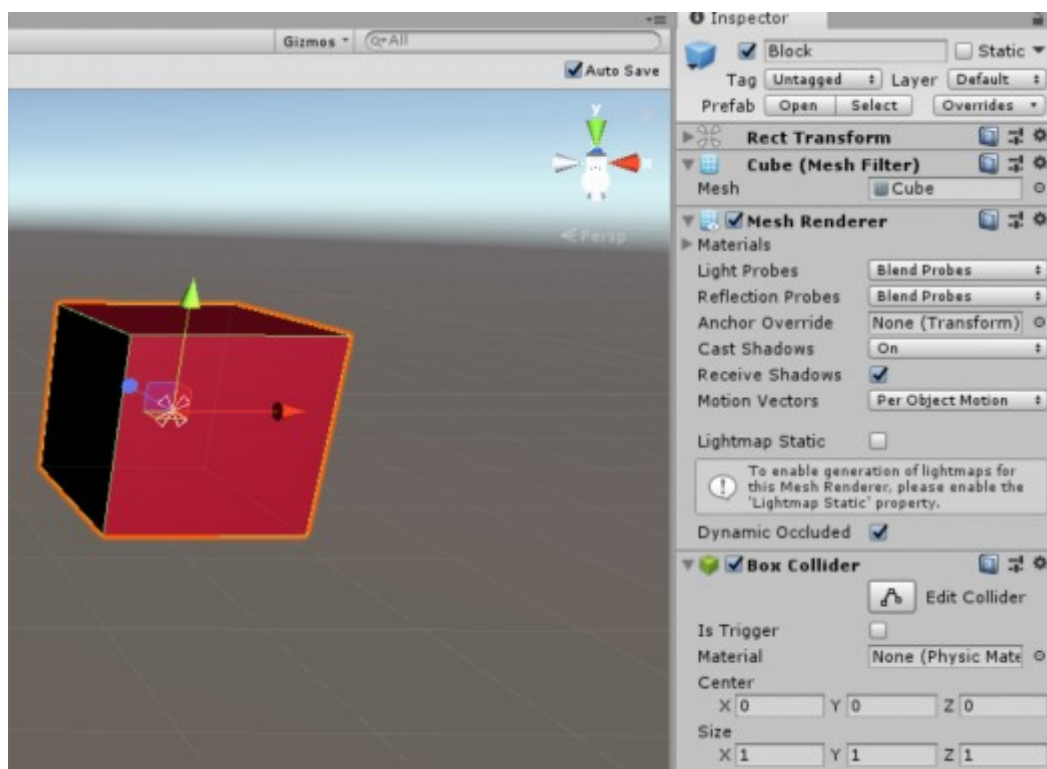 Inspector
Gizmos All
Block Static
Auto Save
Tag Untagged Layer Default
Prefab Open Select Overrides
y
Rect Transform
x
Cube (Mesh Filter)
Mesh Cube
Mesh Renderer
Persp
Materials
Light Probes Blend Probes
Reflection Probes Blend Probes
Anchor Override None (Transform)
Cast Shadows On
Receive Shadows
Motion Vectors Per Object Motion
Lightmap Static
To enable generation of lightmaps for
this Mesh Renderer, please enable the
'Lightmap Static' property.
Dynamic Occluded
Box Collider
Edit Collider
Is Trigger
Material None (Physic Mate
Center
X 0 Y 0 Z 0
Size
X 1 Y 1 Z 1